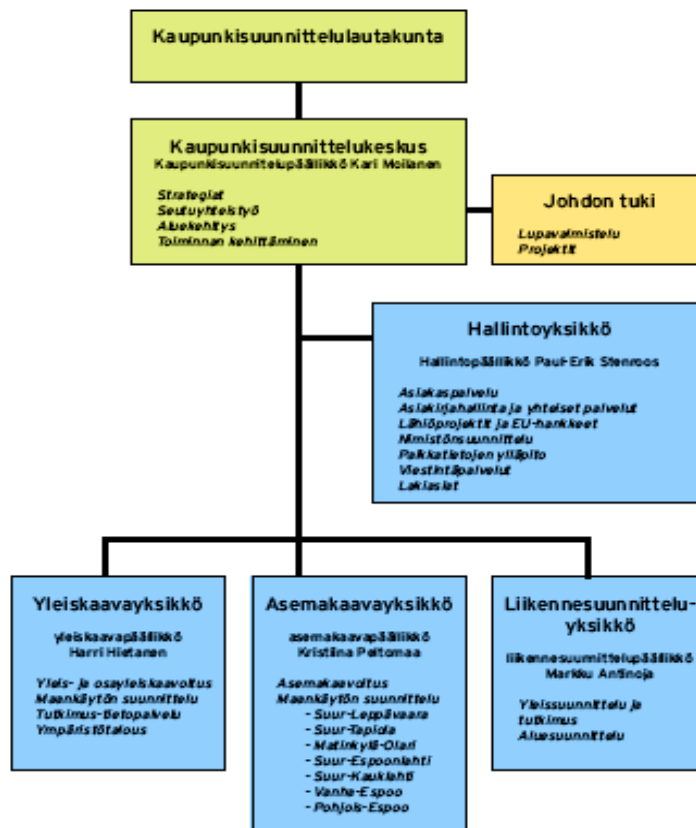 Kaupunkisuunnittelulautakunta
Kaupunkisuunnittelukeskus
Kaupunkisuunnitelupäällikkö Kari Moilanen
Strategiat
Seutuyhteistyö
Aluekehitys
Toiminnan kehittäminen
Johdon tuki
Lupavalmistelu
Projektit
Hallintoyksikkö
Hallintopäällikkö Paul-Erik Stenroos
Asiakaspalvelu
Asiakirjahallinta ja yhteiset palvelut
Lähiöprojektit ja EU-hankkeet
Nimistönsuunnittelu
Paikkatietojen ylläpito
Viestintäpalvelut
Lakiasiat
Yleiskaavayksikkö
yleiskaavapäällikkö
Harri Hietanen
Yleis- ja osayleiskaavoitus
Maankäytön suunnittelu
Tutkimus-tietopalvelu
Ympäristötalous
Asemakaavayksikkö
asemakaavapäällikkö
Kristiina Peltomaa
Asemakaavoitus
Maankäytön suunnittelu
- Suur-Leppävaara
- Suur-Tapiola
- Matinkylä-Olari
- Suur-Espoonlahti
- Suur-Kauklahti
- Vanha-Espoo
- Pohjois-Espoo
Liikennesuunnittelu-
yksikkö
liikennesuunnittelupäällikkö
Markku Antinoja
Yleissuunnittelu ja
tutkimus
Aluesuunnittelu